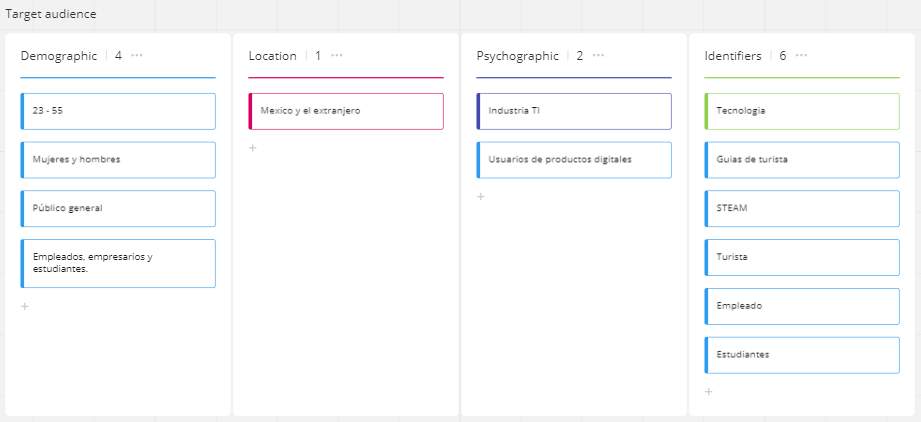 Target audience
Demographic 4 ...
23 - 55
Mujeres y hombres
Público general
Empleados, empresarios y
estudiantes.
+
Location 1 ...
Mexico y el extranjero
+
Psychographic 2 ...
Industria TI
Usuarios de productos digitales
+
Identifiers 6 ...
Tecnologia
Guias de turista
STEAM
Turista
Empleado
Estudiantes
+